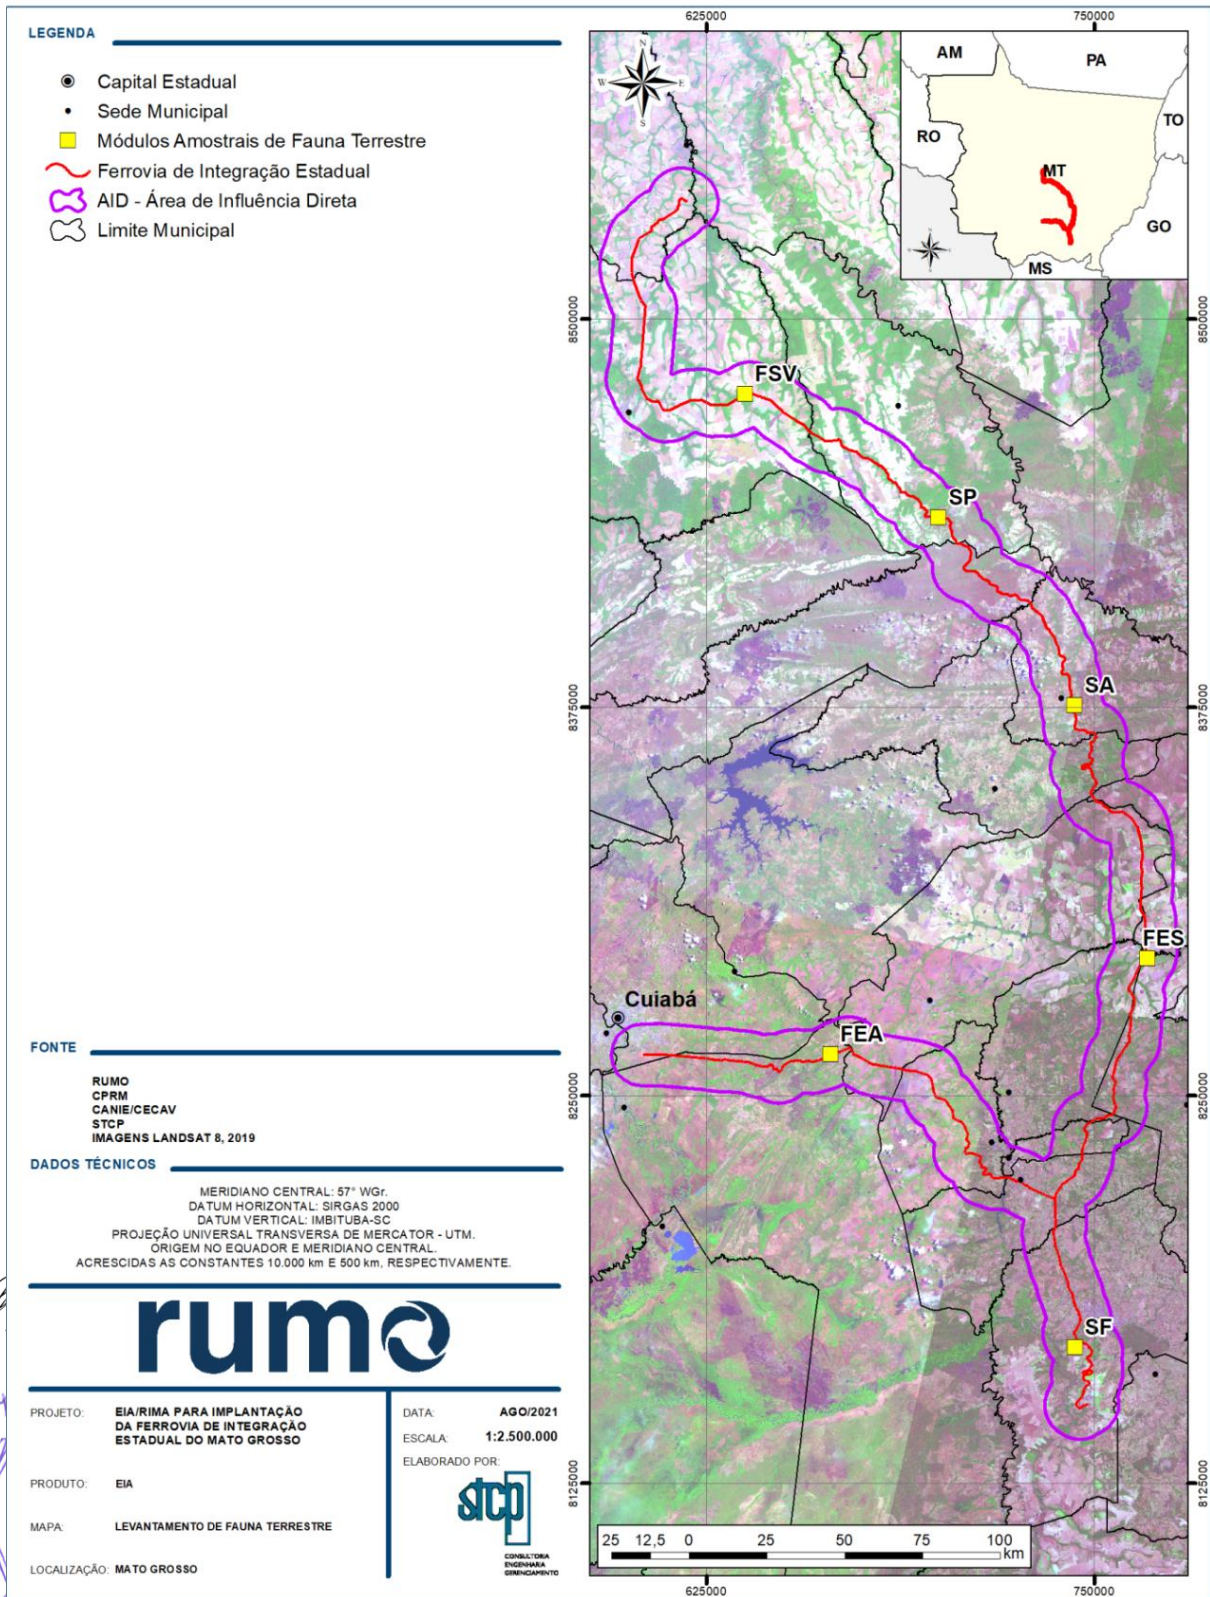 LEGENDA
Capital Estadual
Sede Municipal
Módulos Amostrais de Fauna Terrestre
Ferrovia de Integração Estadual
AID - Área de Influência Direta
Limite Municipal
FONTE
RUMO
CPRM
CANIE/CECAV
STCP
IMAGENS LANDSAT 8, 2019
DADOS TÉCNICOS
MERIDIANO CENTRAL: 57° WGr.
DATUM HORIZONTAL: SIRGAS 2000
DATUM VERTICAL: IMBITUBA-SC
PROJEÇÃO UNIVERSAL TRANSVERSA DE MERCATOR - UTM.
ORIGEM NO EQUADOR E MERIDIANO CENTRAL.
ACRESCIDAS AS CONSTANTES 10.000 km E 500 km, RESPECTIVAMENTE.
rumo
PROJETO: EIA/RIMA PARA IMPLANTAÇÃO
DA FERROVIA DE INTEGRAÇÃO
ESTADUAL DO MATO GROSSO
PRODUTO: EIA
MAPA: LEVANTAMENTO DE FAUNA TERRESTRE
LOCALIZAÇÃO: MATO GROSSO
DATA: AGO/2021
ESCALA: 1:2.500.000
ELABORADO POR:
stcp
CONSULTORIA
ENGENHARIA
GERENCIAMENTO
625000 750000
N
W E
S
AM PA
RO TO
MT
GO
MS
8500000 8500000
FSV
SP
SA
8375000 8375000
FES
Cuiabá
FEA
8250000 8250000
SF
8125000 8125000
25 12,5 0 25 50 75 100
km
625000 750000